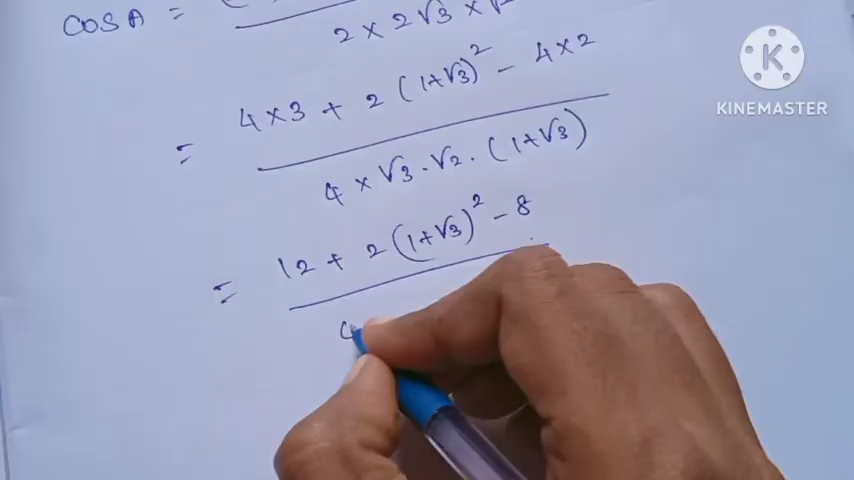 COS A =
2 × 2√3 × √
= 4×3 + 2 (1+√3)² - 4×2
4 × √3 . √2 . (1+√3)
= 12 + 2 (1+√3)² - 8
KINEMASTER